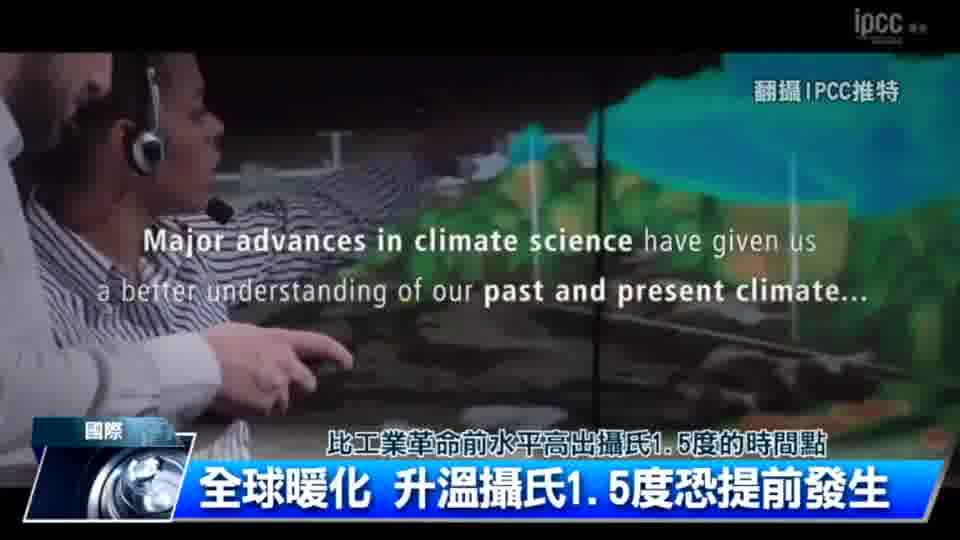 ipcc
翻攝IPCC推特
Major advances in climate science have given us
a better understanding of our past and present climate...
國際
比工業革命前水平高出攝氏1.5度的時間點
全球暖化 升溫攝氏1.5度恐提前發生